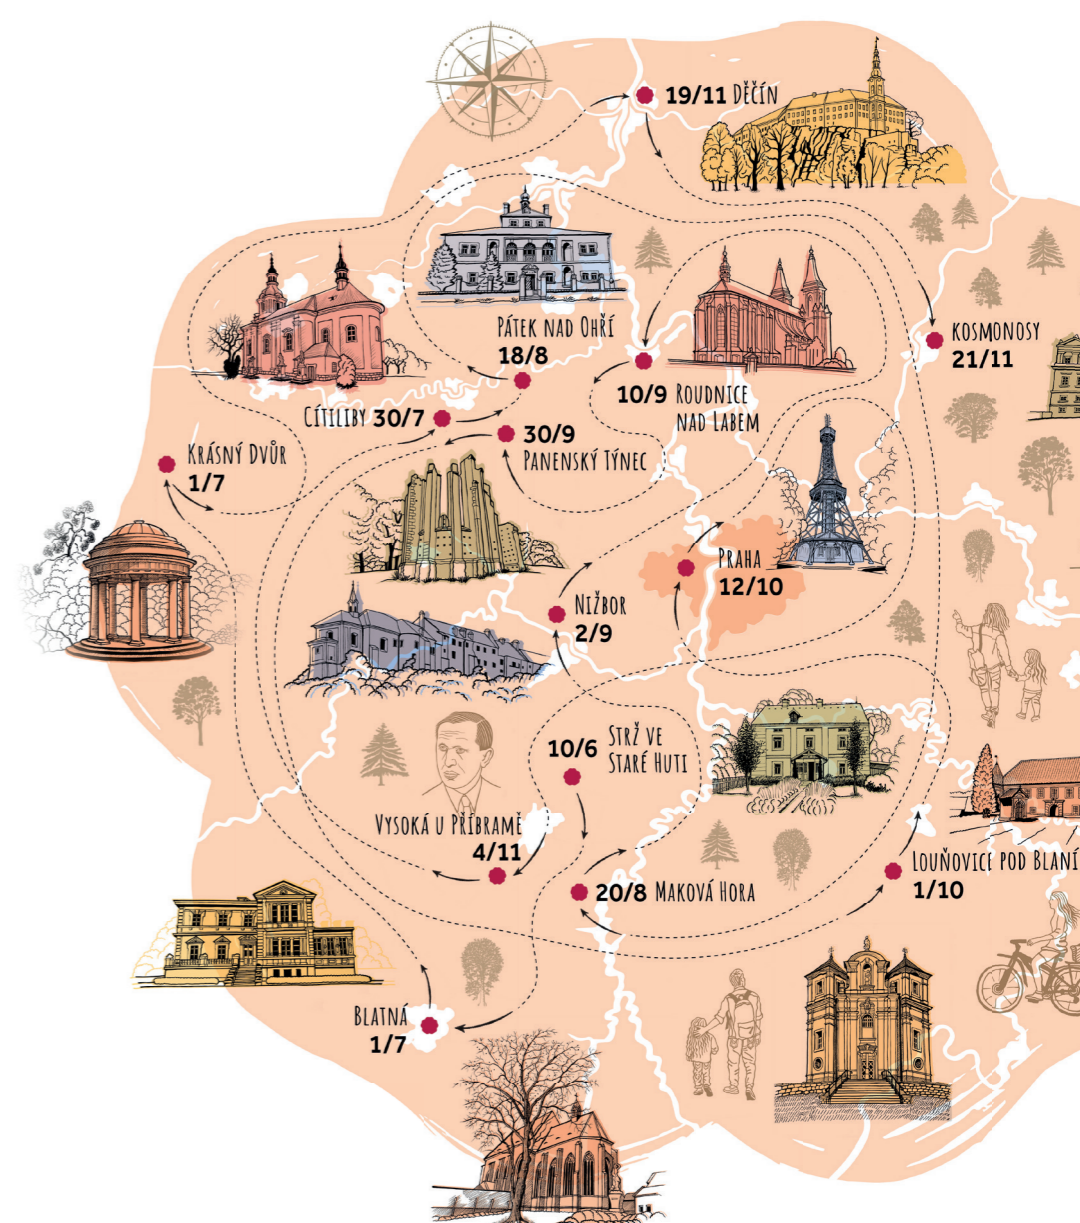 19/11 DĚČÍN
PÁTEK NAD OHŘÍ
18/8
KOSMONOSY
21/11
10/9 ROUDNICE
NAD LABEM
CÍTILIBY 30/7
30/9
PANENSKÝ TÝNEC
KRÁSNÝ DVŮR
1/7
PRAHA
12/10
NIŽBOR
2/9
10/6 STRŽ VE
STARÉ HUTI
VYSOKÁ U PŘÍBRAMĚ
4/11
20/8 MAKOVÁ HORA
LOUŇOVICE POD BLANÍ
1/10
BLATNÁ
1/7